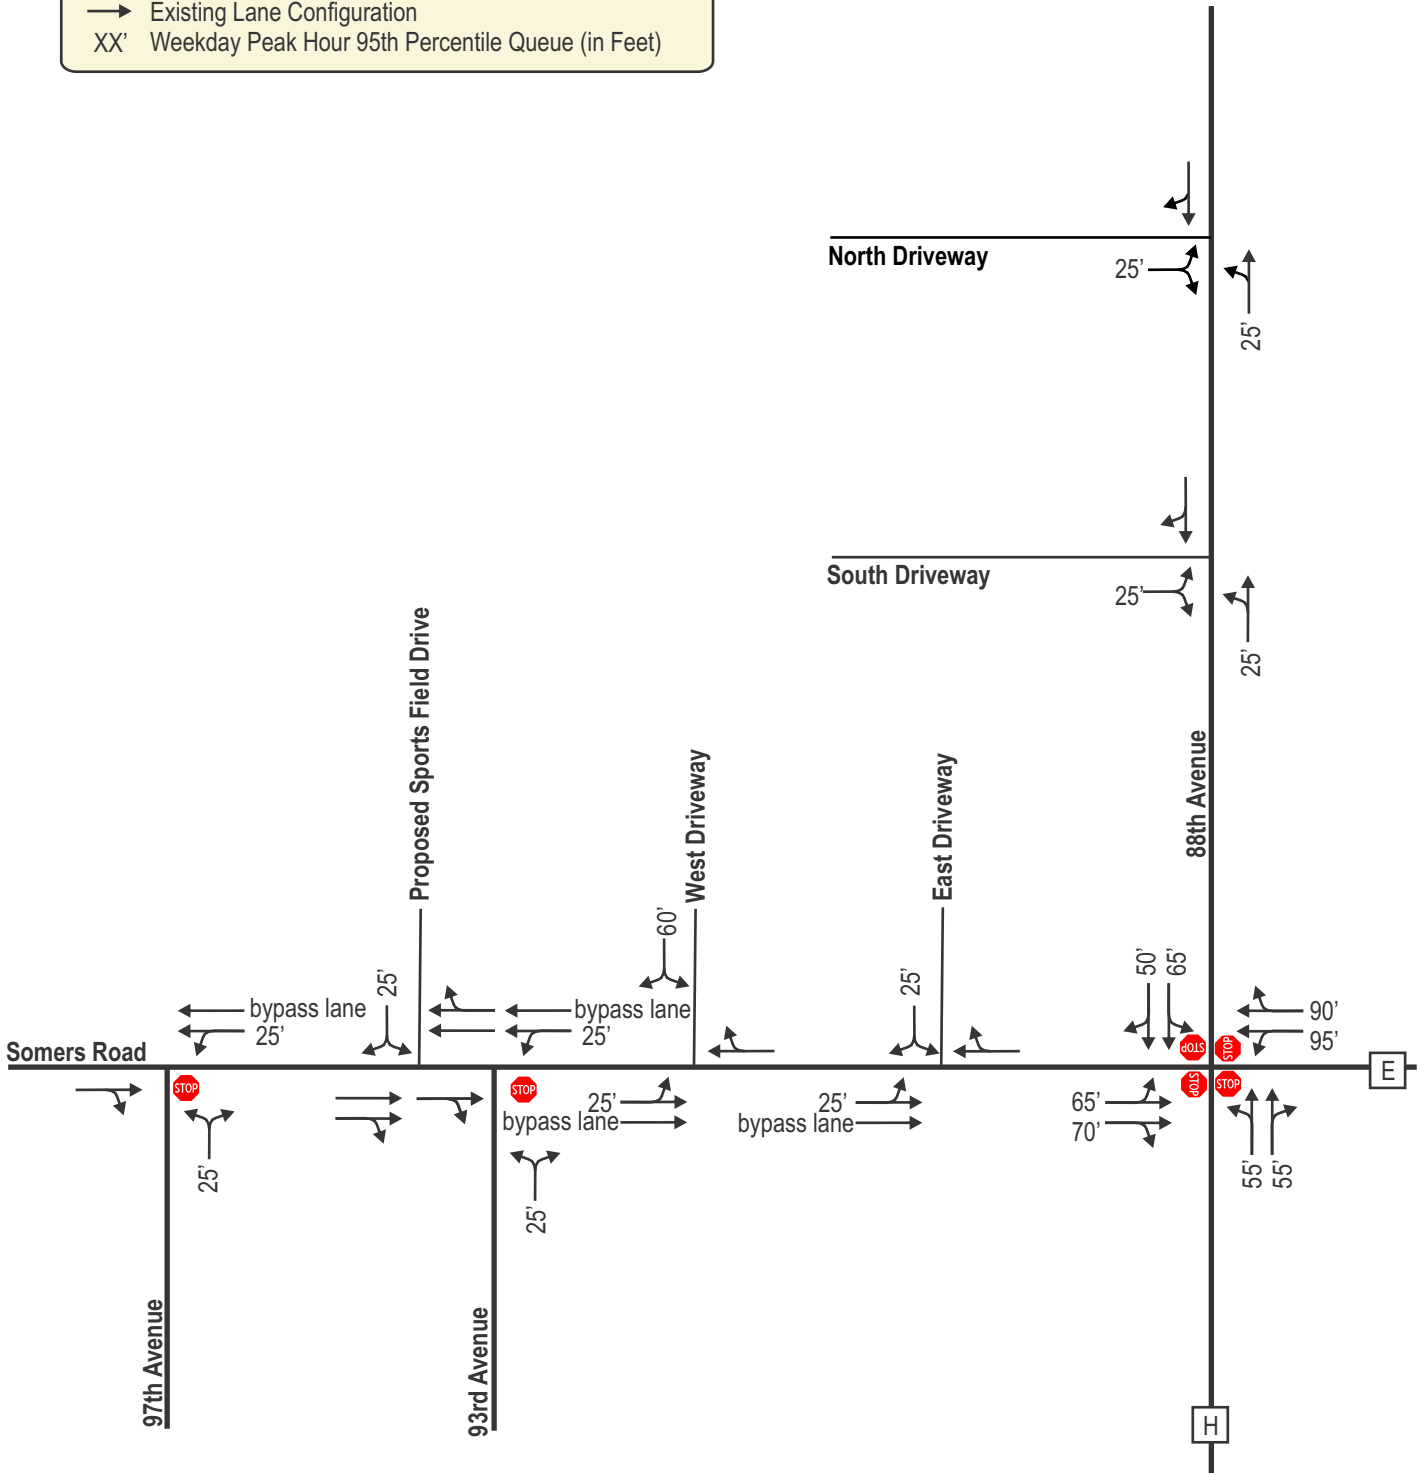 Existing Lane Configuration
XX' Weekday Peak Hour 95th Percentile Queue (in Feet)
North Driveway
25'
25'
South Driveway
25'
25'
Proposed Sports Field Drive
West Driveway
East Driveway
88th Avenue
60'
25'
25'
50'
65'
bypass lane
25'
bypass lane
25'
90'
95'
Somers Road
STOP
STOP
E
STOP
STOP
STOP
STOP
25'
bypass lane
25'
bypass lane
65'
70'
25'
25'
55'
55'
97th Avenue
93rd Avenue
H